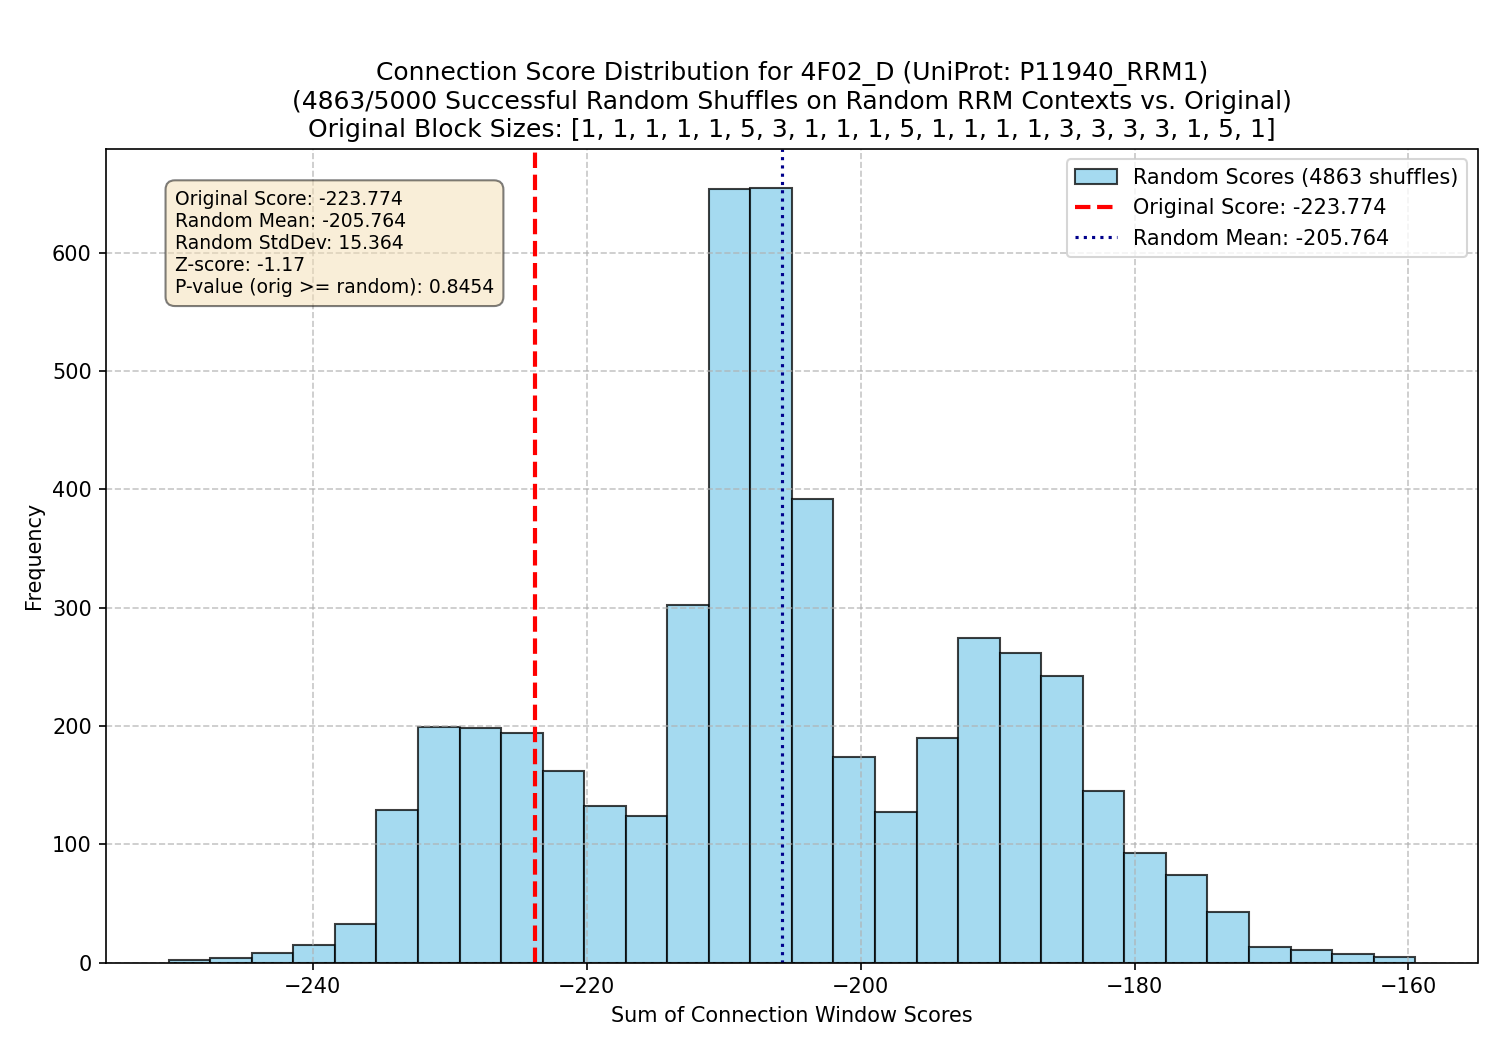 Connection Score Distribution for 4F02_D (UniProt: P11940_RRM1)
(4863/5000 Successful Random Shuffles on Random RRM Contexts vs. Original)
Original Block Sizes: [1, 1, 1, 1, 1, 5, 3, 1, 1, 1, 5, 1, 1, 1, 1, 3, 3, 3, 3, 1, 5, 1]
Original Score: -223.774
Random Mean: -205.764
Random StdDev: 15.364
Z-score: -1.17
P-value (orig >= random): 0.8454
Random Scores (4863 shuffles)
Original Score: -223.774
Random Mean: -205.764
Frequency
600
500
400
300
200
100
0
−240
−220
−200
−180
−160
Sum of Connection Window Scores